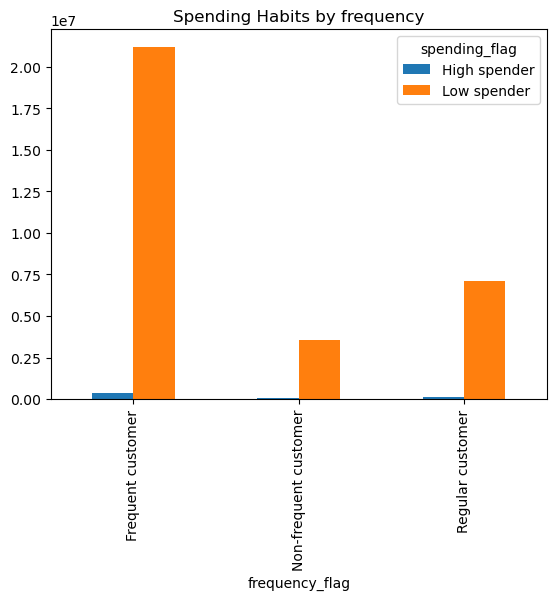 Spending Habits by frequency
1e7
spending_flag
High spender
Low spender
2.00
1.75
1.50
1.25
1.00
0.75
0.50
0.25
0.00
Frequent customer
Non-frequent customer
Regular customer
frequency_flag